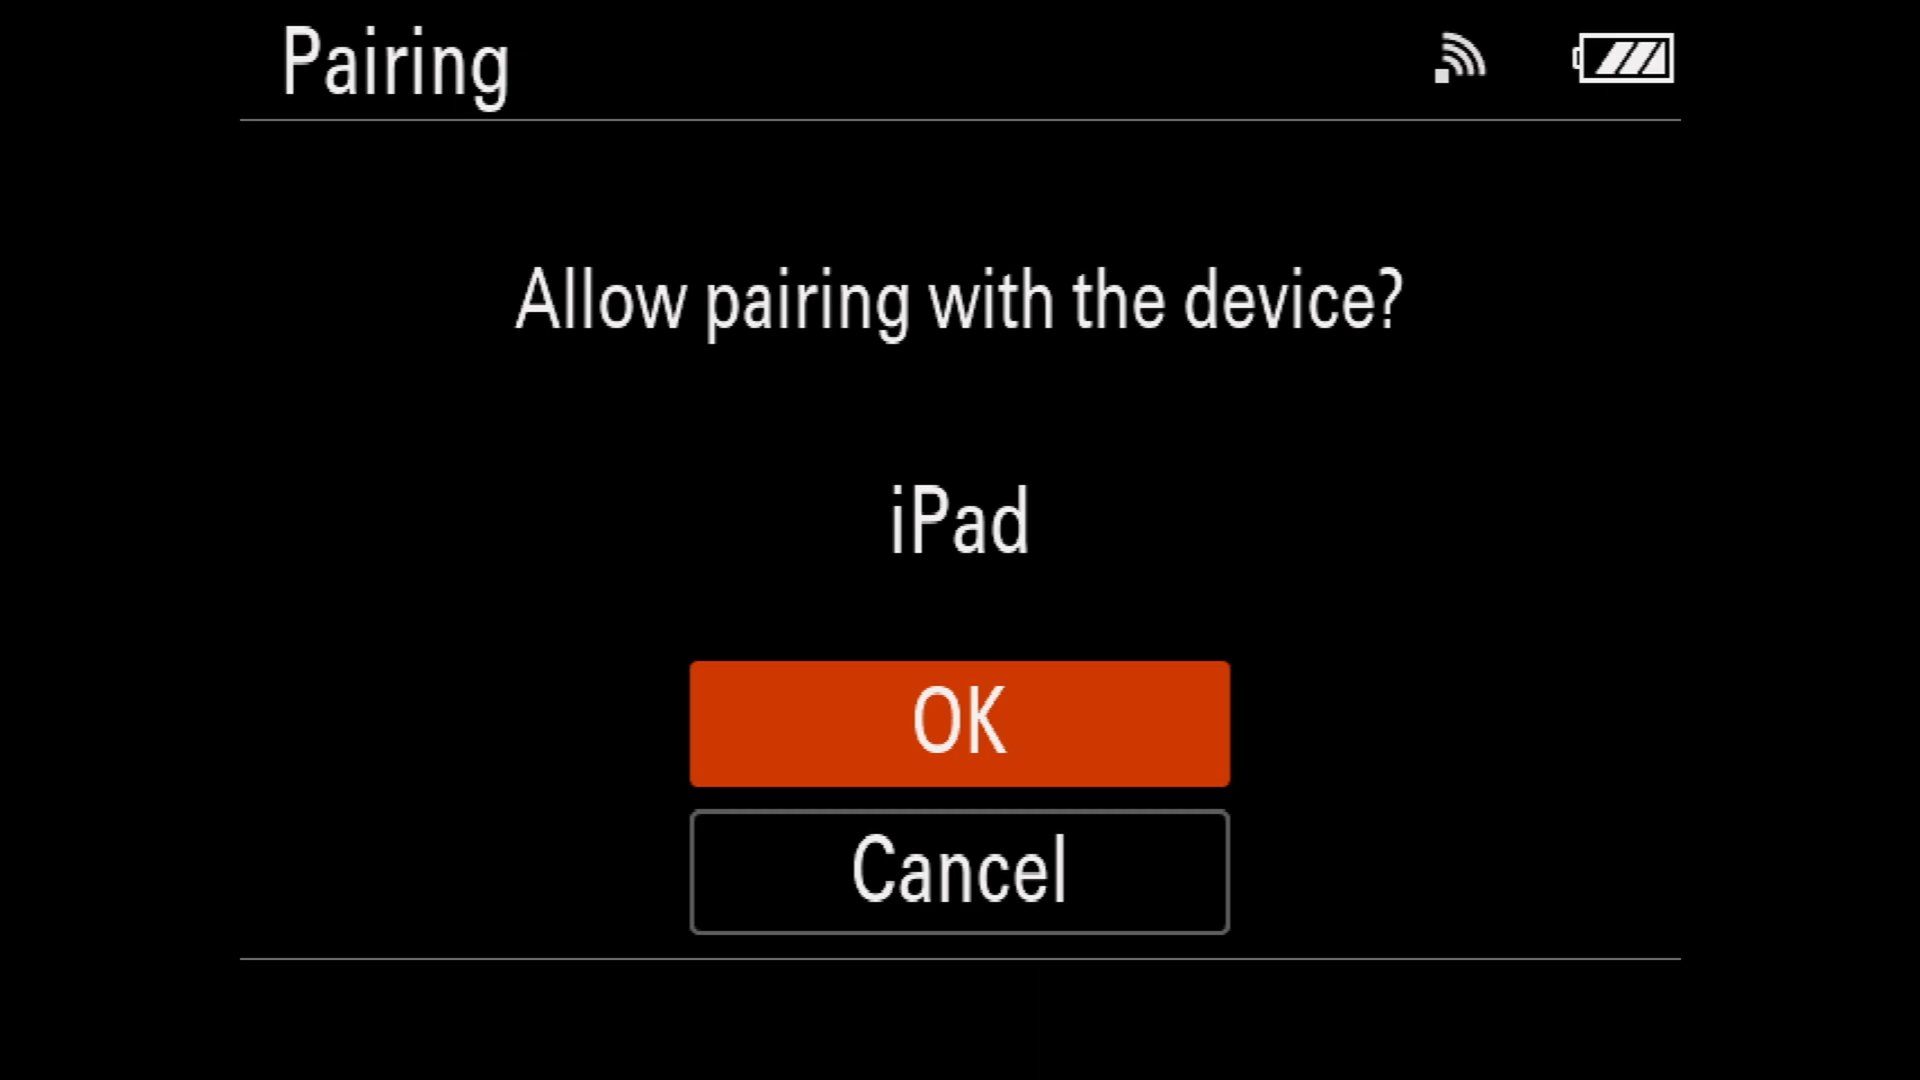 Pairing
Allow pairing with the device?
iPad
OK
Cancel